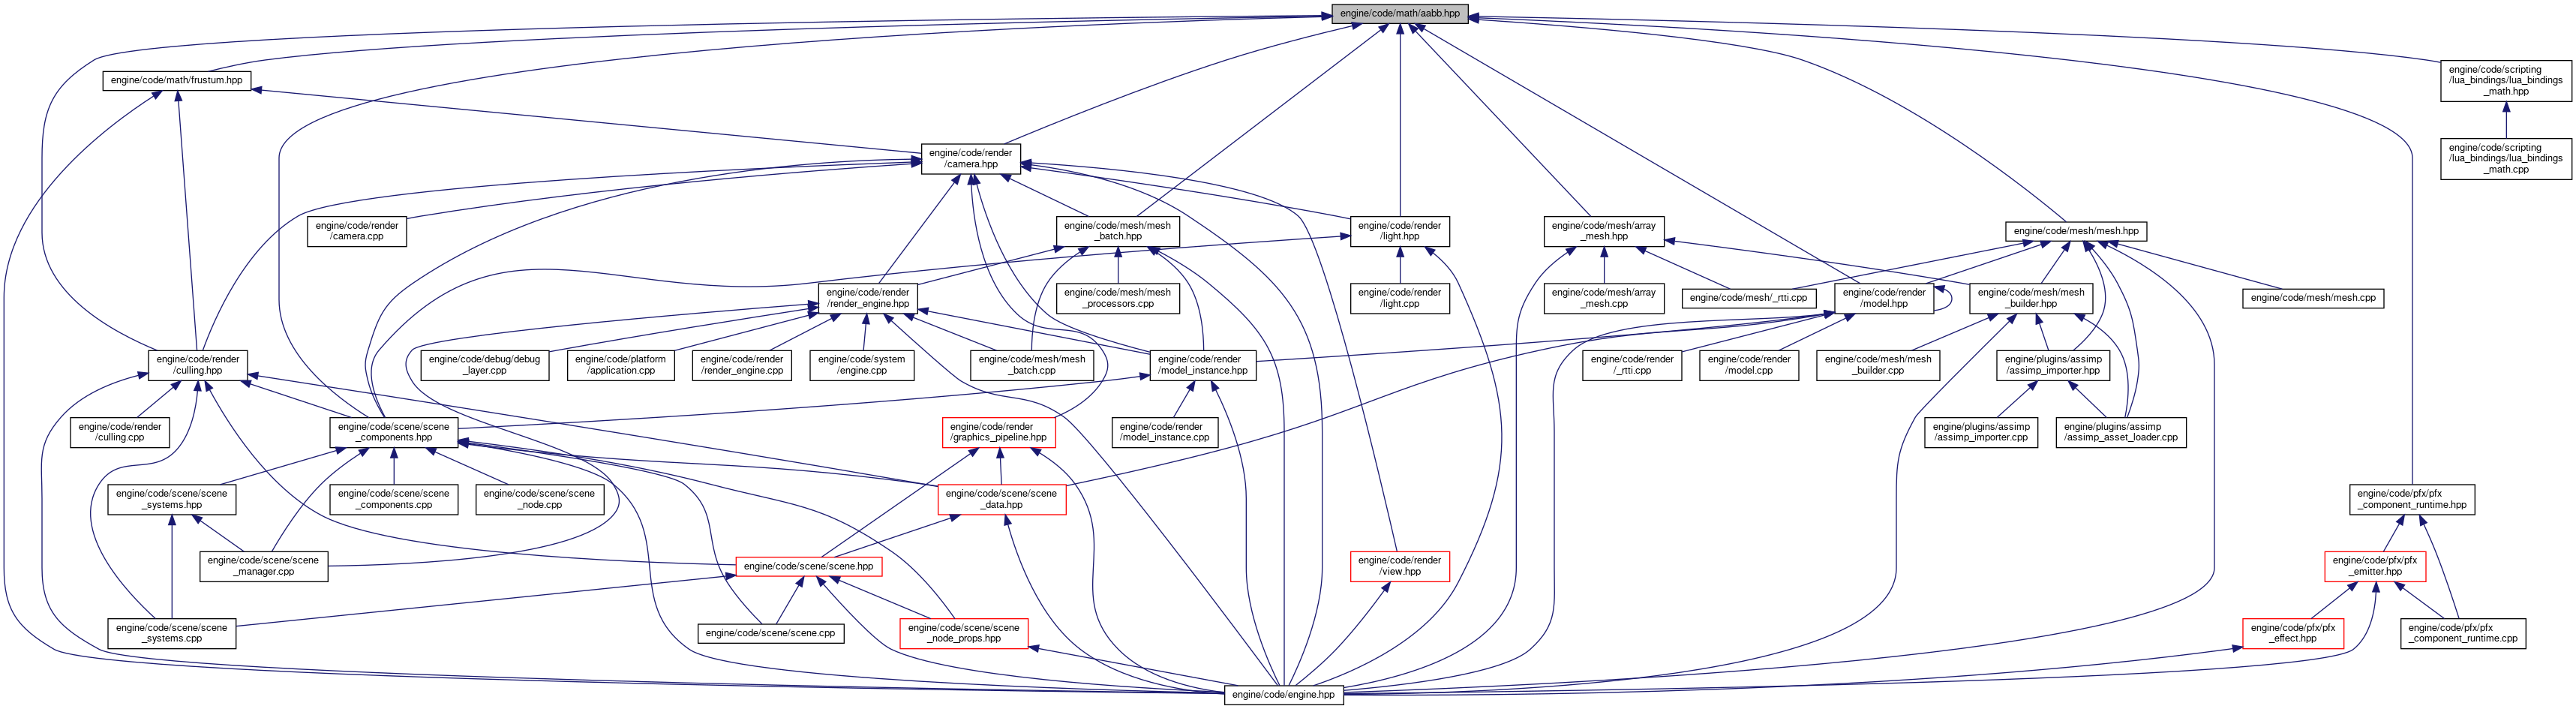 engine/code/math/aabb.hpp
engine/code/math/frustum.hpp
engine/code/scripting
/lua_bindings/lua_bindings
_math.hpp
engine/code/render
/camera.hpp
engine/code/scripting
/lua_bindings/lua_bindings
_math.cpp
engine/code/render
/camera.cpp
engine/code/mesh/mesh
_batch.hpp
engine/code/render
/light.hpp
engine/code/mesh/array
_mesh.hpp
engine/code/mesh/mesh.hpp
engine/code/render
/render_engine.hpp
engine/code/mesh/mesh
_processors.cpp
engine/code/render
/light.cpp
engine/code/mesh/array
_mesh.cpp
engine/code/mesh/_rtti.cpp
engine/code/render
/model.hpp
engine/code/mesh/mesh
_builder.hpp
engine/code/mesh/mesh.cpp
engine/code/render
/culling.hpp
engine/code/debug/debug
_layer.cpp
engine/code/platform
/application.cpp
engine/code/render
/render_engine.cpp
engine/code/system
/engine.cpp
engine/code/mesh/mesh
_batch.cpp
engine/code/render
/model_instance.hpp
engine/code/render
/_rtti.cpp
engine/code/render
/model.cpp
engine/code/mesh/mesh
_builder.cpp
engine/plugins/assimp
/assimp_importer.hpp
engine/code/render
/culling.cpp
engine/code/scene/scene
_components.hpp
engine/code/render
/graphics_pipeline.hpp
engine/code/render
/model_instance.cpp
engine/plugins/assimp
/assimp_importer.cpp
engine/plugins/assimp
/assimp_asset_loader.cpp
engine/code/scene/scene
_systems.hpp
engine/code/scene/scene
_components.cpp
engine/code/scene/scene
_node.cpp
engine/code/scene/scene
_data.hpp
engine/code/pfx/pfx
_component_runtime.hpp
engine/code/scene/scene
_manager.cpp
engine/code/scene/scene.hpp
engine/code/render
/view.hpp
engine/code/pfx/pfx
_emitter.hpp
engine/code/scene/scene
_systems.cpp
engine/code/scene/scene.cpp
engine/code/scene/scene
_node_props.hpp
engine/code/pfx/pfx
_effect.hpp
engine/code/pfx/pfx
_component_runtime.cpp
engine/code/engine.hpp